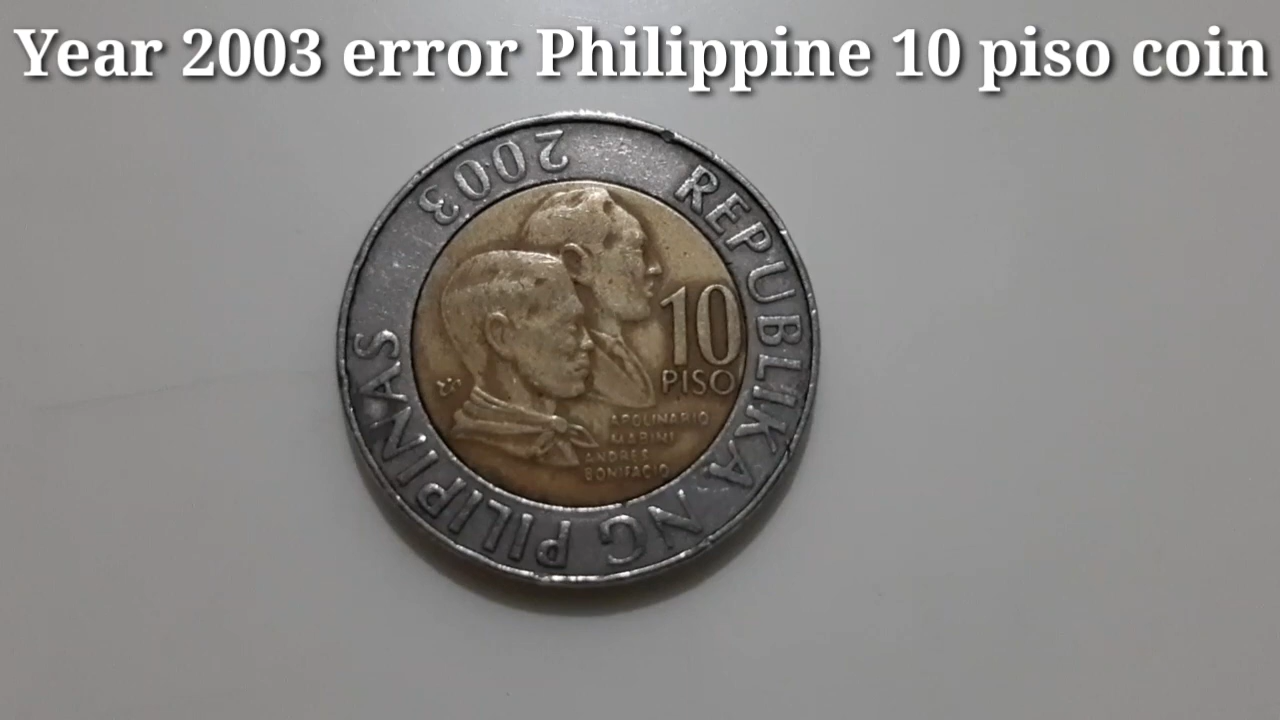 Year 2003 error Philippine 10 piso coin
REPUBLIKA NG PILIPINAS
2003
10
PISO
APOLINARIO
MABINI
ANDRES
BONIFACIO